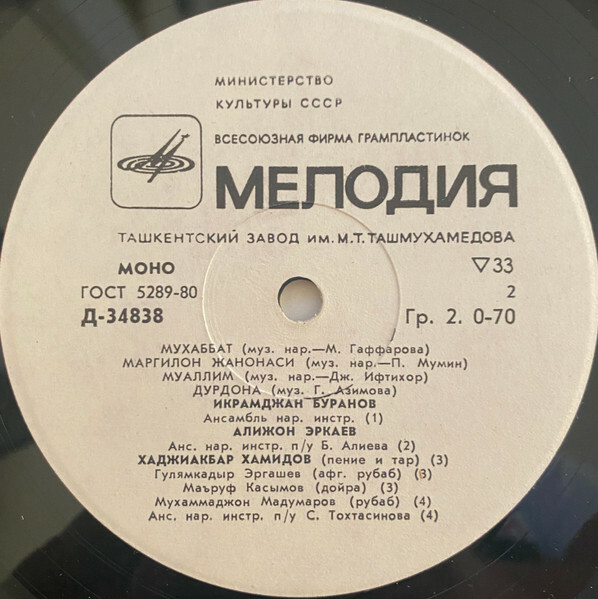 МИНИСТЕРСТВО
КУЛЬТУРЫ СССР
ВСЕСОЮЗНАЯ ФИРМА ГРАМПЛАСТИНОК
МЕЛОДИЯ
ТАШКЕНТСКИЙ ЗАВОД ИМ. М.Т. ТАШМУХАМЕДОВА
МОНО ▽33
ГОСТ 5289-80 2
Д-34838 Гр. 2. 0-70
МУХАББАТ (муз. нар.—М. Гаффарова)
МАРГИЛОН ЖАНОНАСИ (муз. нар.—П. Мумин)
МУАЛЛИМ (муз. нар.—Дж. Ифтихор)
ДУРДОНА (муз. Г. Азимова)
ИКРАМДЖАН БУРАНОВ
Ансамбль нар. инстр. (1)
АЛИЖОН ЭРКАЕВ
Анс. нар. инстр. п/у Б. Алиева (2)
ХАДЖИАКБАР ХАМИДОВ (пение и тар) (3)
Гулямкадыр Эргашев (афг. рубаб) (3)
Маъруф Касымов (дойра) (3)
Мухаммаджон Мадумаров (рубаб) (4)
Анс. нар. инстр. п/у С. Тохтасинова (4)